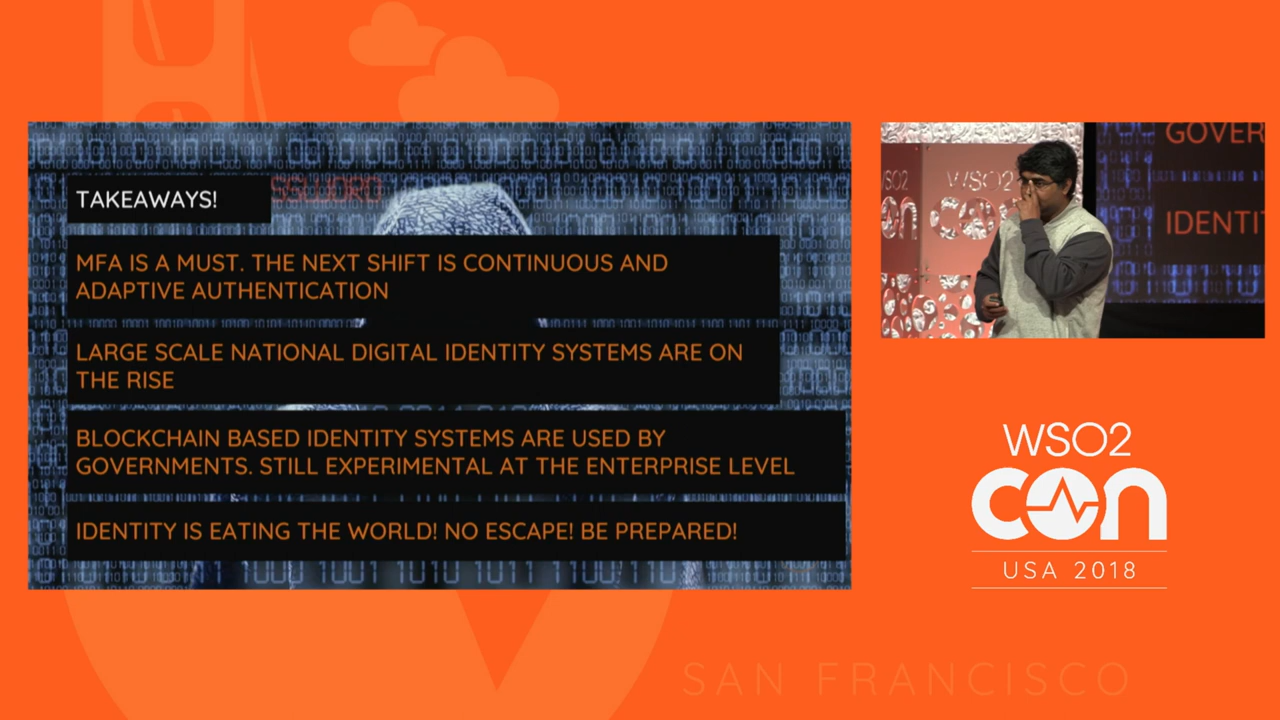 TAKEAWAYS!
MFA IS A MUST. THE NEXT SHIFT IS CONTINUOUS AND
ADAPTIVE AUTHENTICATION
LARGE SCALE NATIONAL DIGITAL IDENTITY SYSTEMS ARE ON
THE RISE
BLOCKCHAIN BASED IDENTITY SYSTEMS ARE USED BY
GOVERNMENTS. STILL EXPERIMENTAL AT THE ENTERPRISE LEVEL
IDENTITY IS EATING THE WORLD! NO ESCAPE! BE PREPARED!
GOVER
IDENTI
WSO2
WSO2
con
USA 2018
SAN FRANCISCO